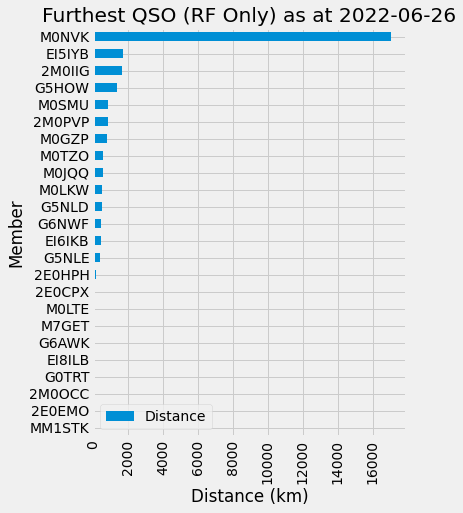 Furthest QSO (RF Only) as at 2022-06-26
M0NVK
EI5IYB
2M0IIG
G5HOW
M0SMU
2M0PVP
M0GZP
M0TZO
M0JQQ
M0LKW
G5NLD
G6NWF
EI6IKB
G5NLE
2E0HPH
2E0CPX
M0LTE
M7GET
G6AWK
EI8ILB
G0TRT
2M0OCC
2E0EMO
MM1STK
Member
Distance
0
2000
4000
6000
8000
10000
12000
14000
16000
Distance (km)